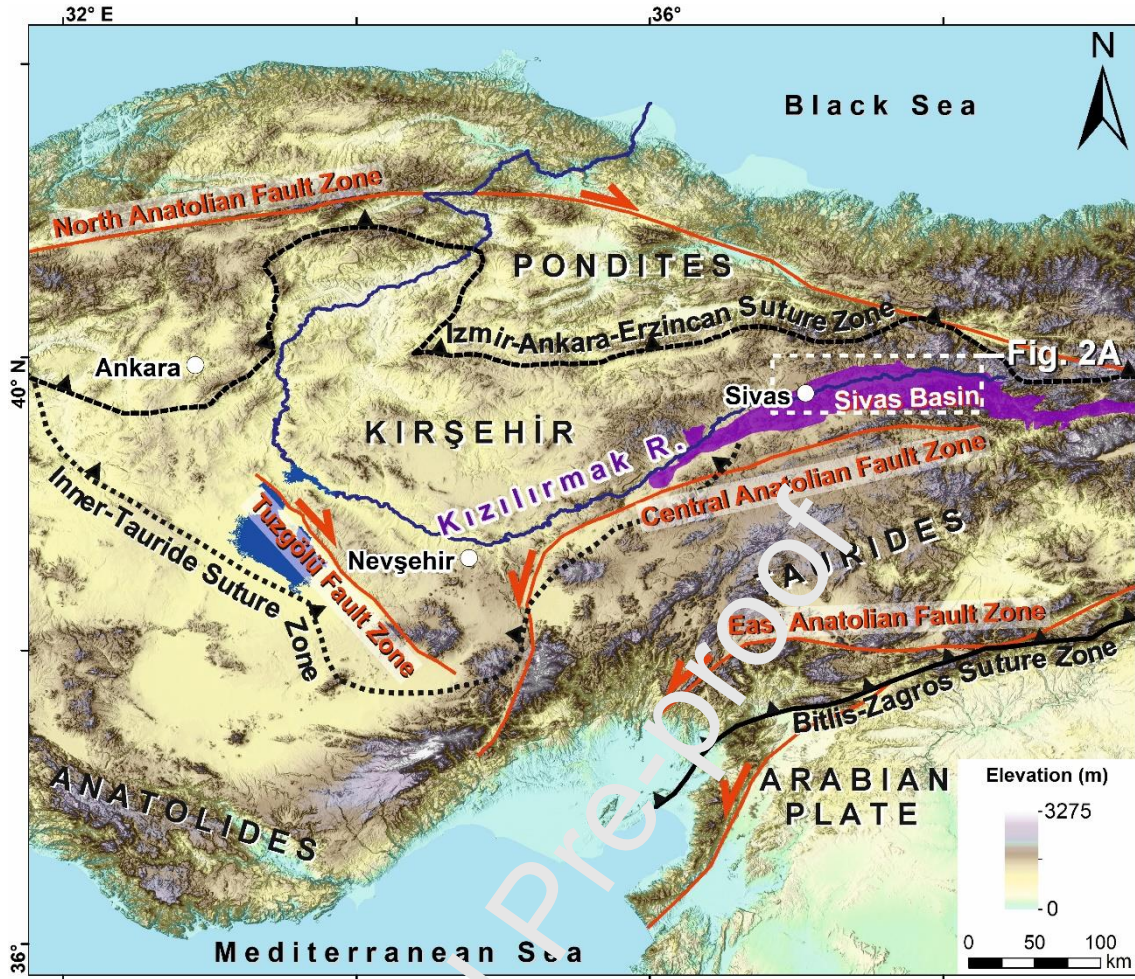 32° E
36°
N
Black Sea
North Anatolian Fault Zone
PONDITES
Izmir-Ankara-Erzincan Suture Zone
Fig. 2A
40° N
Ankara
Sivas
Sivas Basin
KIRŞEHİR
Kızılırmak R.
Central Anatolian Fault Zone
Inner-Tauride Suture Zone
Tuzgölü Fault Zone
Nevşehir
TAURIDES
East Anatolian Fault Zone
Bitlis-Zagros Suture Zone
ANATOLIDES
ARABIAN
PLATE
Elevation (m)
-3275
-0
Pre-proof
36°
Mediterranean Sea
0 50 100
km